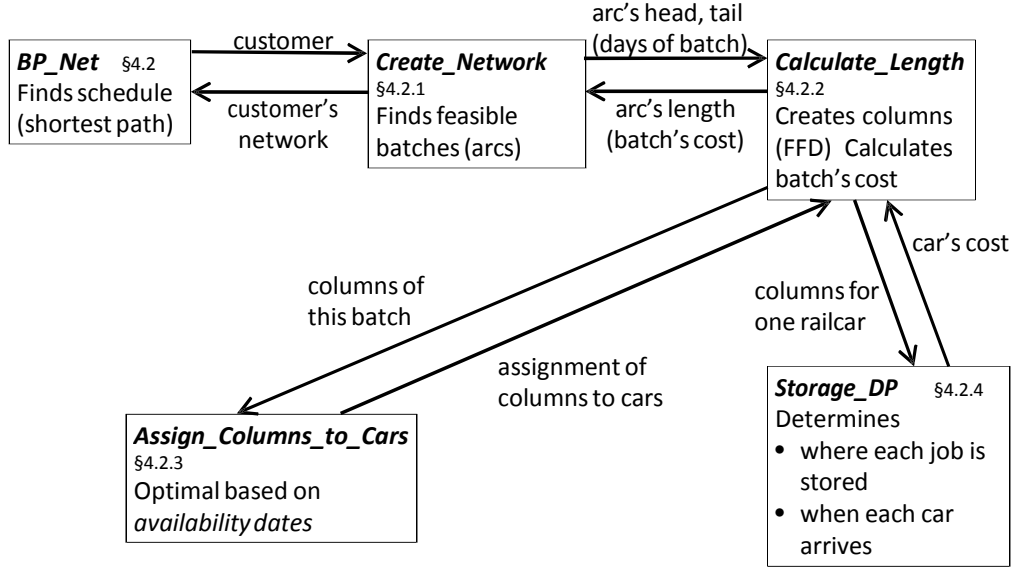 BP_Net §4.2
Finds schedule
(shortest path)
customer
customer's
network
Create_Network
§4.2.1
Finds feasible
batches (arcs)
arc's head, tail
(days of batch)
arc's length
(batch's cost)
Calculate_Length
§4.2.2
Creates columns
(FFD) Calculates
batch's cost
columns of
this batch
assignment of
columns to cars
columns for
one railcar
car's cost
Assign_Columns_to_Cars
§4.2.3
Optimal based on
availability dates
Storage_DP §4.2.4
Determines
• where each job is
stored
• when each car
arrives